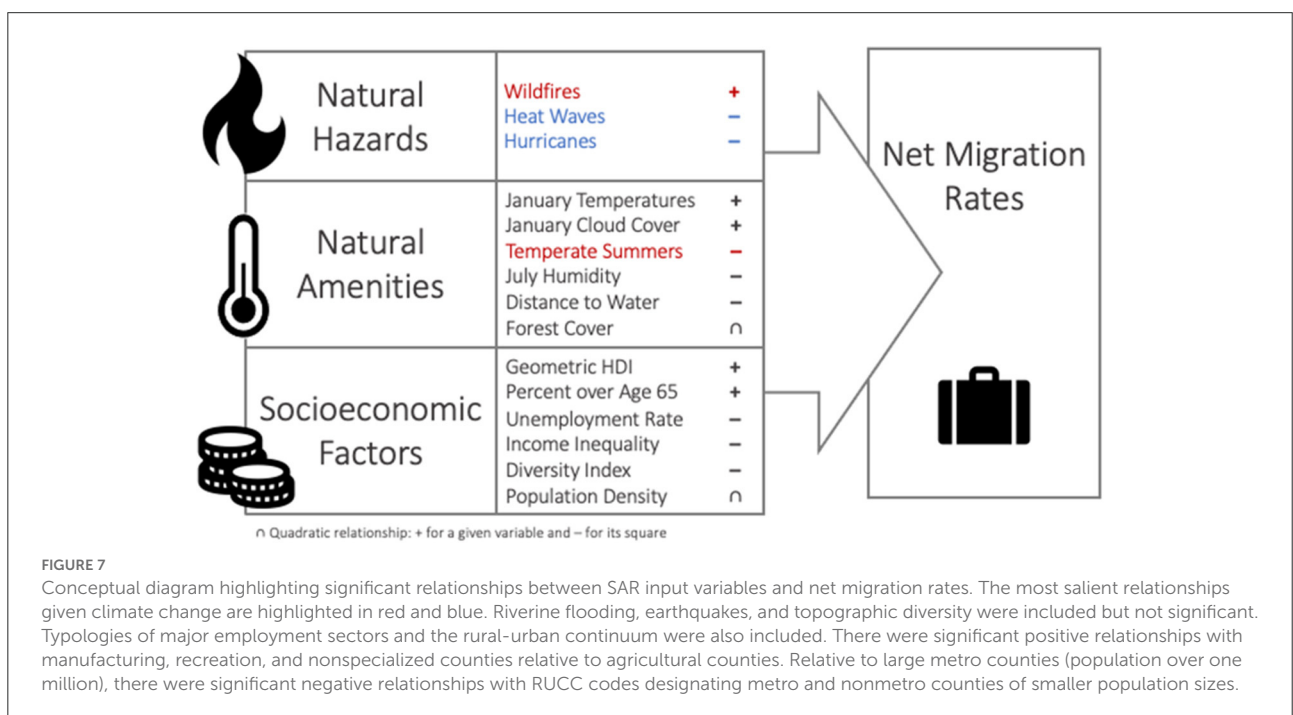 Natural
Hazards
Wildfires +
Heat Waves –
Hurricanes –
Natural
Amenities
January Temperatures +
January Cloud Cover +
Temperate Summers –
July Humidity –
Distance to Water –
Forest Cover ∩
Socioeconomic
Factors
Geometric HDI +
Percent over Age 65 +
Unemployment Rate –
Income Inequality –
Diversity Index –
Population Density ∩
Net Migration
Rates
∩ Quadratic relationship: + for a given variable and – for its square
FIGURE 7
Conceptual diagram highlighting significant relationships between SAR input variables and net migration rates. The most salient relationships
given climate change are highlighted in red and blue. Riverine flooding, earthquakes, and topographic diversity were included but not significant.
Typologies of major employment sectors and the rural-urban continuum were also included. There were significant positive relationships with
manufacturing, recreation, and nonspecialized counties relative to agricultural counties. Relative to large metro counties (population over one
million), there were significant negative relationships with RUCC codes designating metro and nonmetro counties of smaller population sizes.